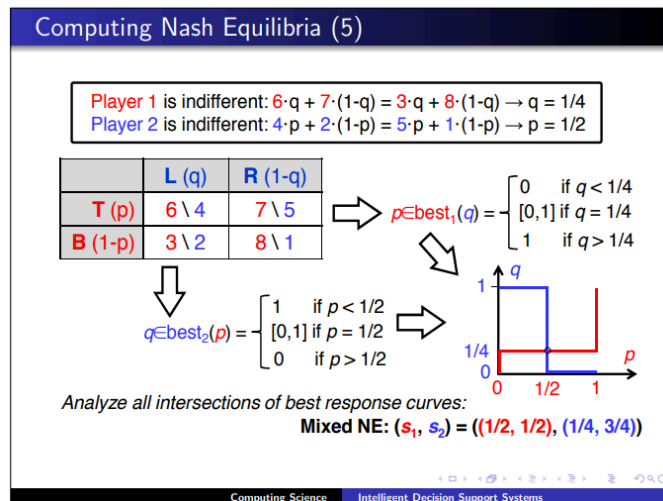 Computing Nash Equilibria (5)
Player 1 is indifferent: 6·q + 7·(1-q) = 3·q + 8·(1-q) → q = 1/4
Player 2 is indifferent: 4·p + 2·(1-p) = 5·p + 1·(1-p) → p = 1/2
L (q) R (1-q)
T (p) 6 \ 4 7 \ 5
B (1-p) 3 \ 2 8 \ 1
p∈best₁(q) =
0 if q < 1/4
[0,1] if q = 1/4
1 if q > 1/4
q∈best₂(p) =
1 if p < 1/2
[0,1] if p = 1/2
0 if p > 1/2
1 q
1/4
0
p
0 1/2 1
Analyze all intersections of best response curves:
Mixed NE: (s₁, s₂) = ((1/2, 1/2), (1/4, 3/4))
Computing Science Intelligent Decision Support Systems